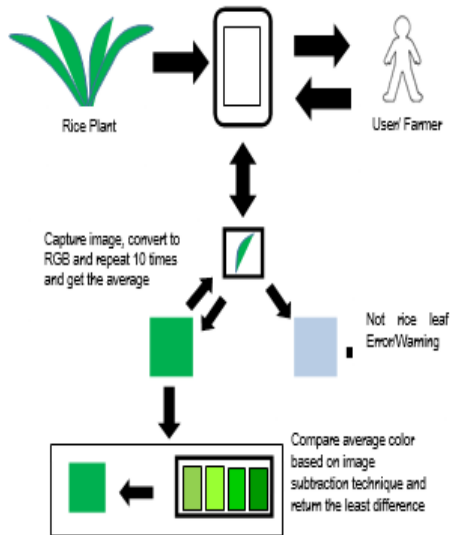 Rice Plant
User/ Farmer
Capture image, convert to
RGB and repeat 10 times
and get the average
Not rice leaf
Error/Warning
Compare average color
based on image
subtraction technique and
return the least difference